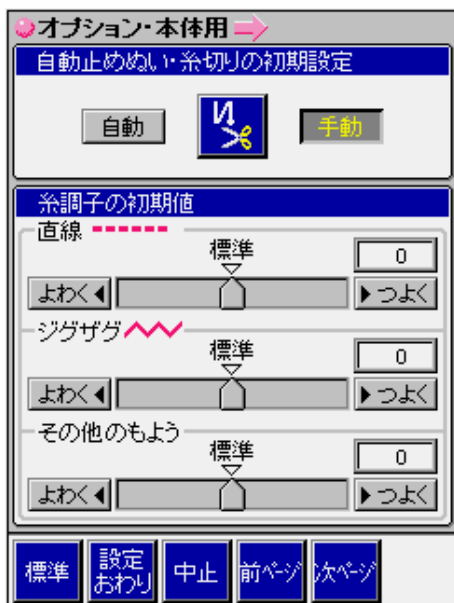 オプション・本体用
自動止めぬい・糸切りの初期設定
自動
手動
糸調子の初期値
直線
標準
0
よわく
つよく
ジグザグ
標準
0
よわく
つよく
その他のもよう
標準
0
よわく
つよく
標準
設定
おわり
中止
前ページ
次ページ